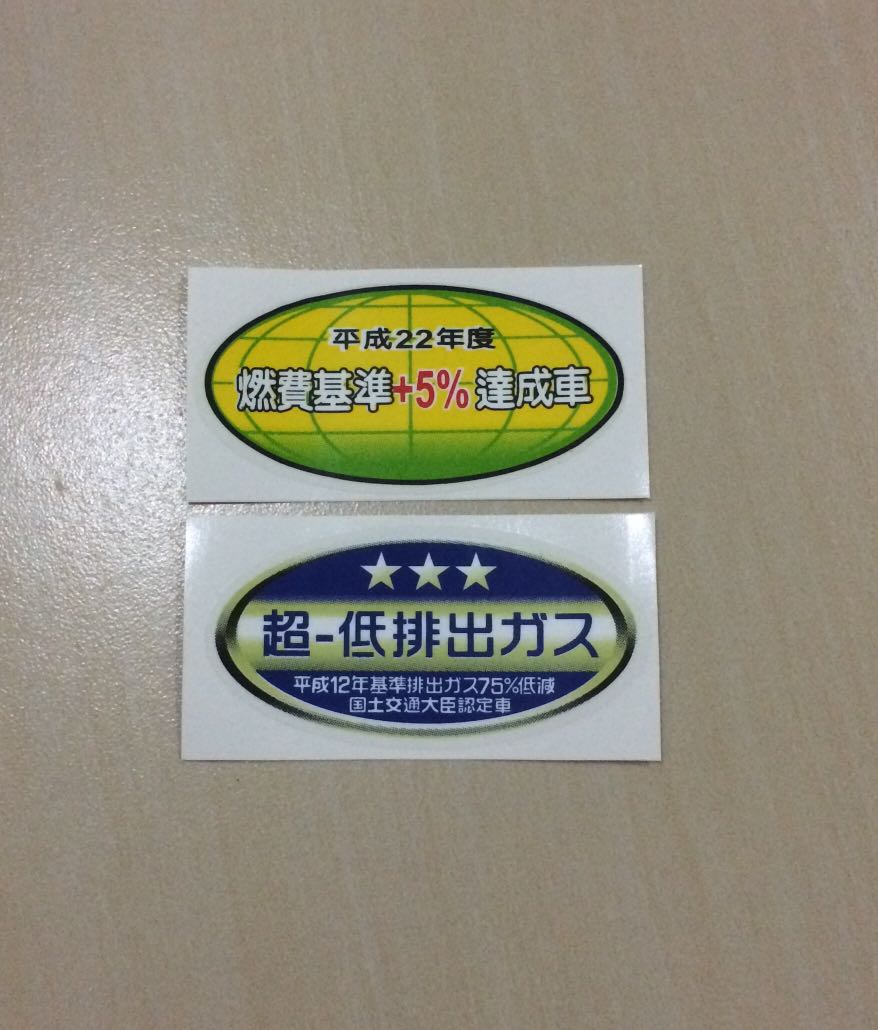 平成22年度
燃費基準+5%達成車
★★★
超-低排出ガス
平成12年基準排出ガス75%低減
国土交通大臣認定車